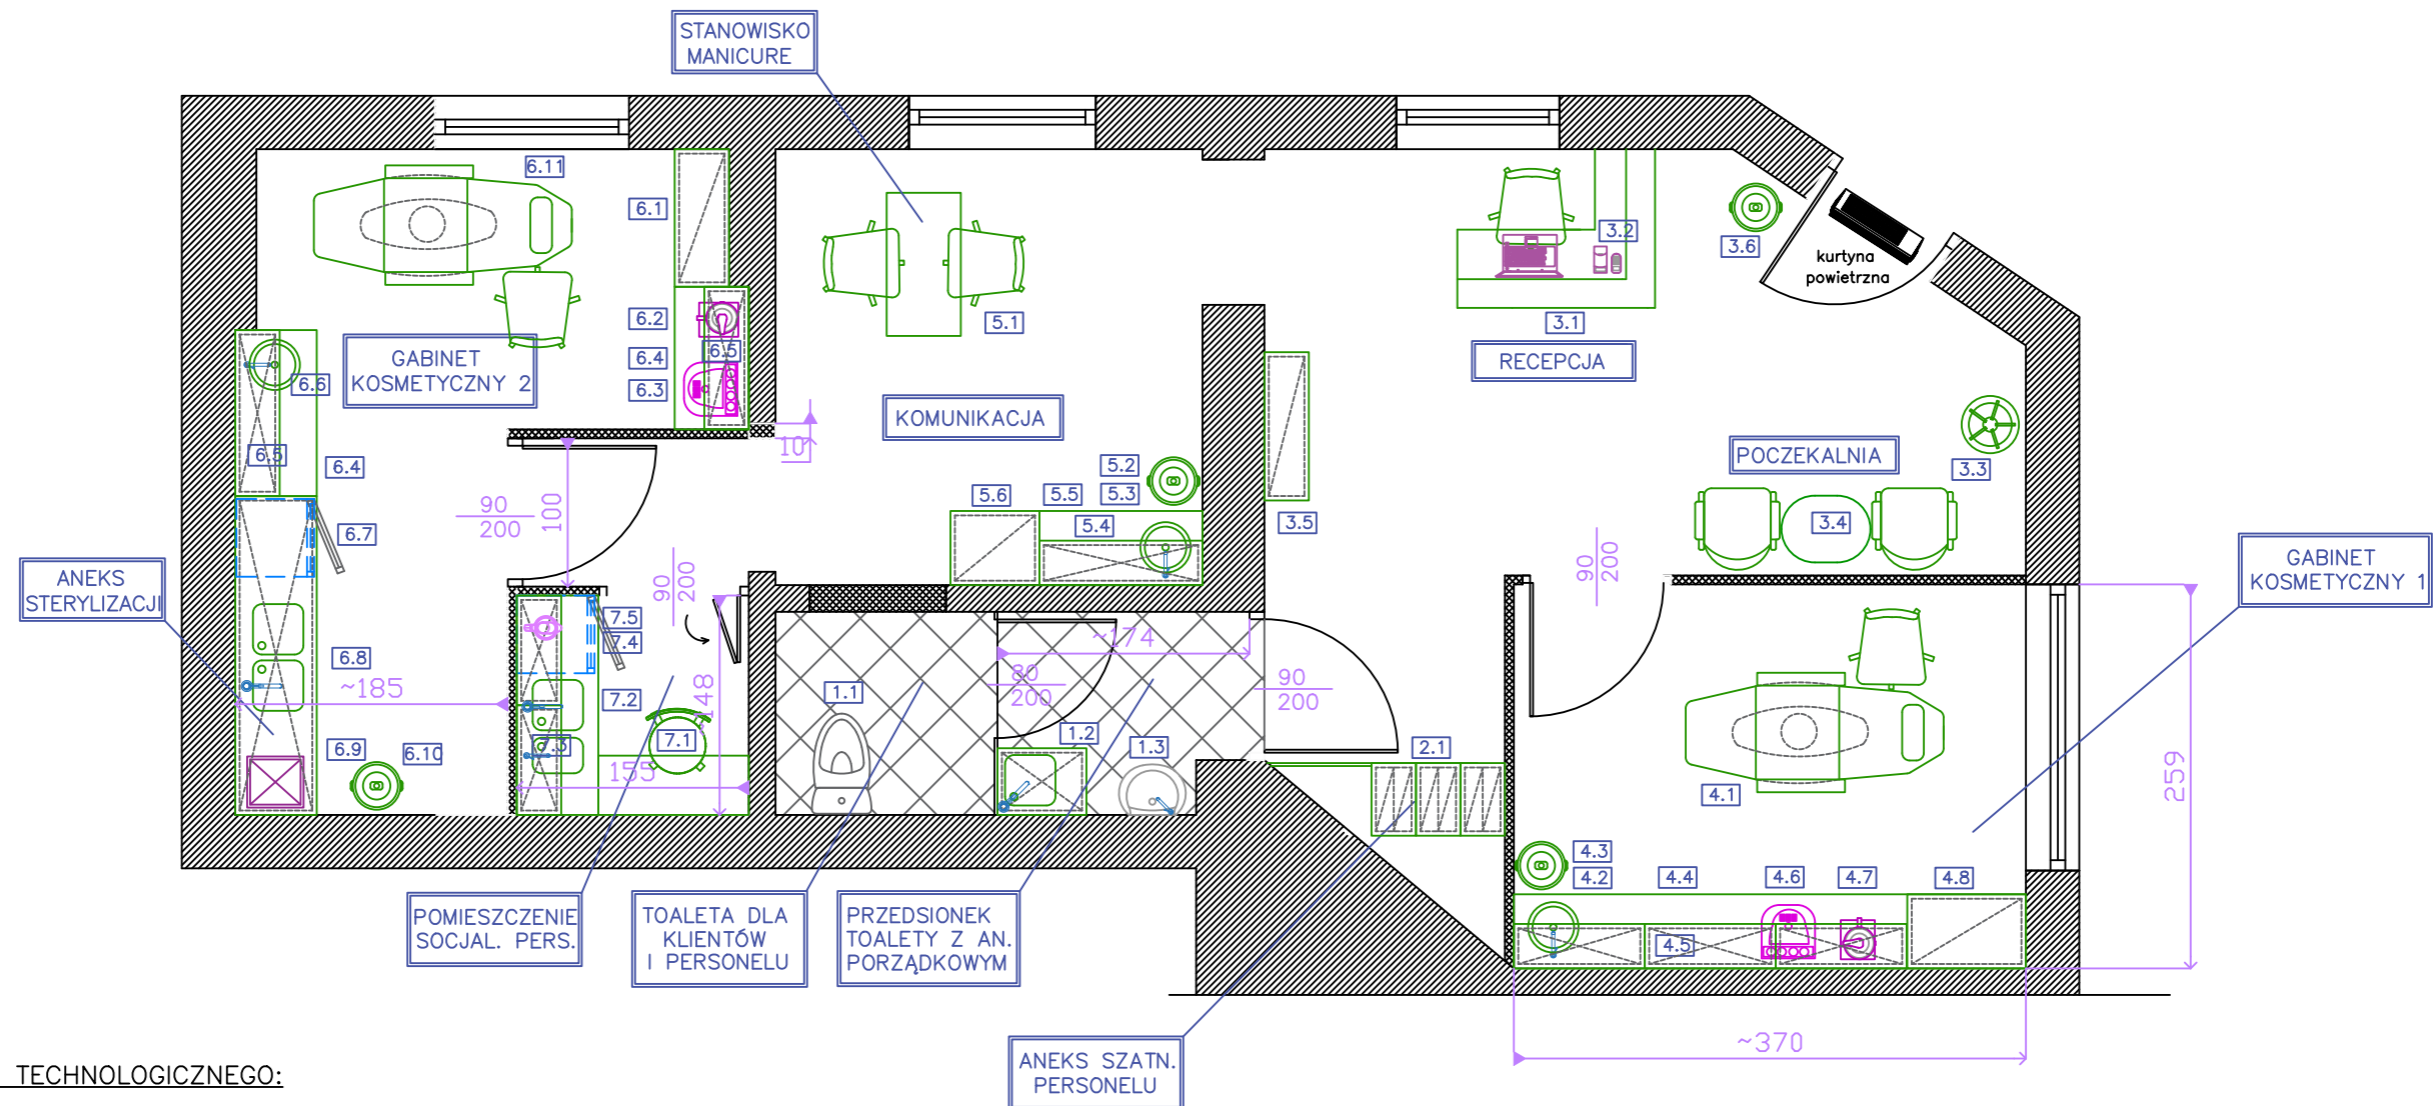 STANOWISKO
MANICURE
6.11
6.1
6.2
6.4
6.3
6.5
GABINET
KOSMETYCZNY 2
6.6
6.5
6.4
6.7
90
200
100
10
5.1
KOMUNIKACJA
5.2
5.3
5.6
5.5
5.4
3.2
3.1
RECEPCJA
3.6
kurtyna
powietrzna
3.3
POCZEKALNIA
3.4
3.5
90
200
GABINET
KOSMETYCZNY 1
ANEKS
STERYLIZACJI
6.8
~185
6.9
6.10
90
200
7.5
7.4
7.2
7.3
7.1
148
155
1.1
~174
80
200
1.2
1.3
90
200
2.1
4.1
259
4.3
4.2
4.4
4.6
4.7
4.8
4.5
~370
POMIESZCZENIE
SOCJAL. PERS.
TOALETA DLA
KLIENTÓW
I PERSONELU
PRZEDSIONEK
TOALETY Z AN.
PORZĄDKOWYM
ANEKS SZATN.
PERSONELU
TECHNOLOGICZNEGO: